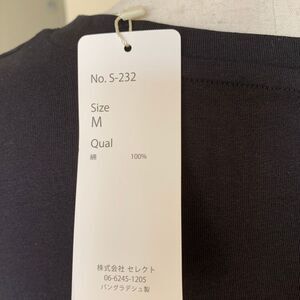 No. S-232
Size
M
Qual
綿 100%
株式会社 セレクト
06-6245-1205
バングラデシュ製